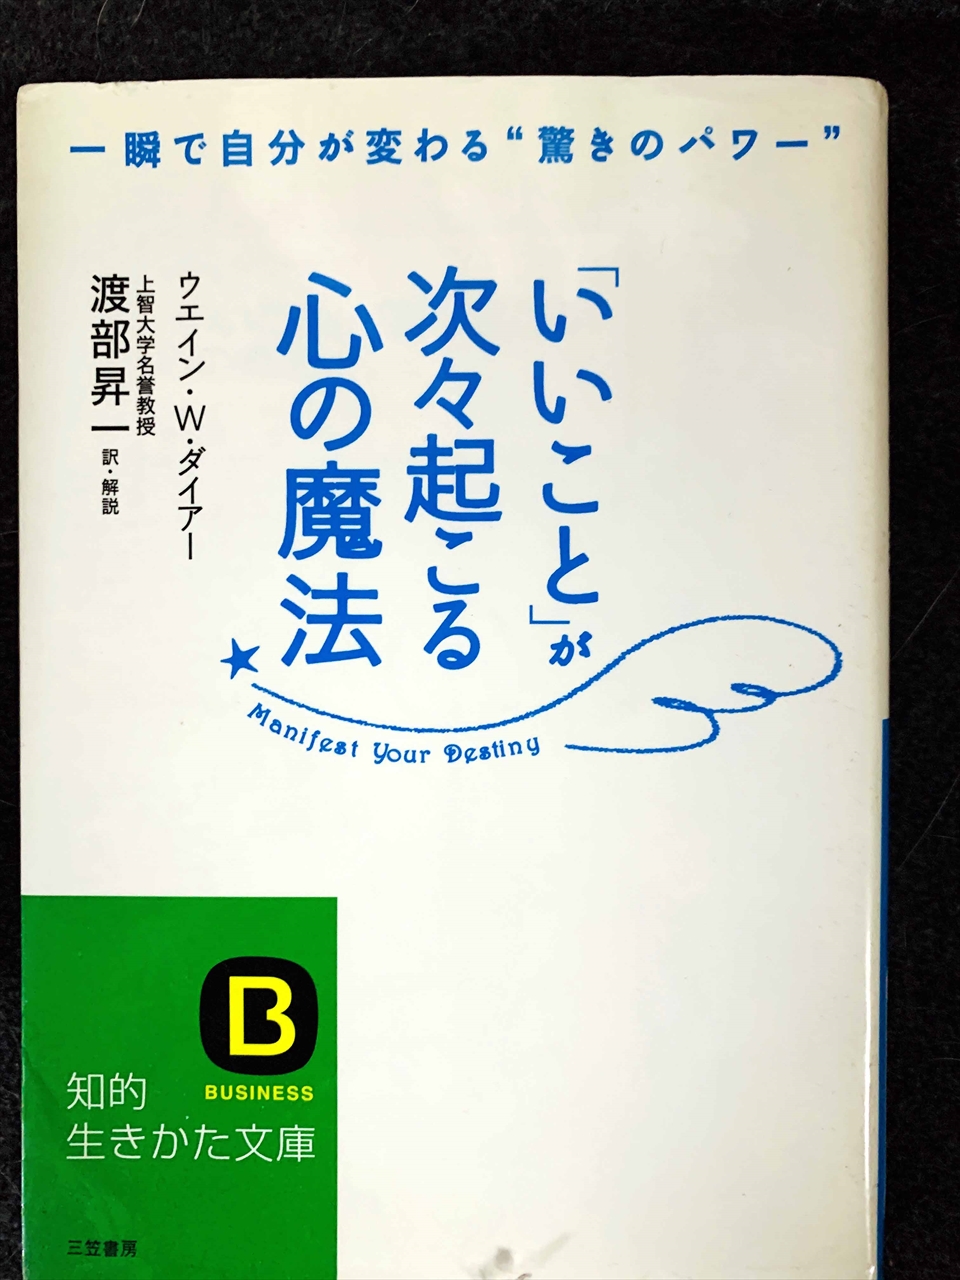 一瞬で自分が変わる“驚きのパワー”
「いいこと」が
次々起こる
心の魔法
Manifest Your Destiny
ウエイン・W・ダイアー
上智大学名誉教授
渡部昇一 訳・解説
B
BUSINESS
知的
生きかた文庫
三笠書房